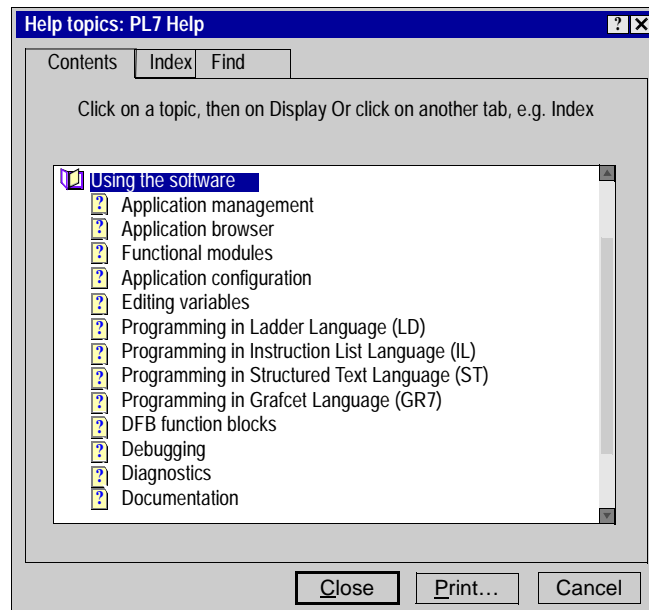 Help topics: PL7 Help
Contents Index Find
Click on a topic, then on Display Or click on another tab, e.g. Index
Using the software
Application management
Application browser
Functional modules
Application configuration
Editing variables
Programming in Ladder Language (LD)
Programming in Instruction List Language (IL)
Programming in Structured Text Language (ST)
Programming in Grafcet Language (GR7)
DFB function blocks
Debugging
Diagnostics
Documentation
Close Print... Cancel